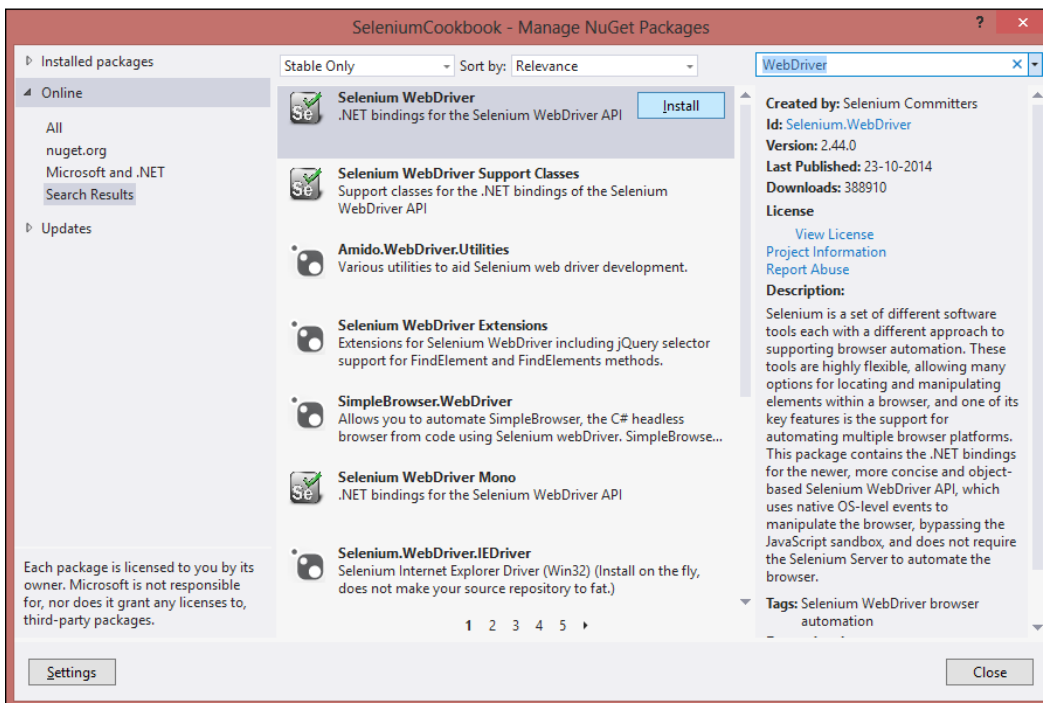 SeleniumCookbook - Manage NuGet Packages
?
×
Installed packages
Online
All
nuget.org
Microsoft and .NET
Search Results
Updates
Each package is licensed to you by its
owner. Microsoft is not responsible
for, nor does it grant any licenses to,
third-party packages.
Stable Only
Sort by: Relevance
Selenium WebDriver
.NET bindings for the Selenium WebDriver API
Install
Selenium WebDriver Support Classes
Support classes for the .NET bindings of the Selenium
WebDriver API
Amido.WebDriver.Utilities
Various utilities to aid Selenium web driver development.
Selenium WebDriver Extensions
Extensions for Selenium WebDriver including jQuery selector
support for FindElement and FindElements methods.
SimpleBrowser.WebDriver
Allows you to automate SimpleBrowser, the C# headless
browser from code using Selenium webDriver. SimpleBrowse...
Selenium WebDriver Mono
.NET bindings for the Selenium WebDriver API
Selenium.WebDriver.IEDriver
Selenium Internet Explorer Driver (Win32) (Install on the fly,
does not make your source repository to fat.)
1 2 3 4 5
WebDriver
Created by: Selenium Committers
Id: Selenium.WebDriver
Version: 2.44.0
Last Published: 23-10-2014
Downloads: 388910
License
View License
Project Information
Report Abuse
Description:
Selenium is a set of different software
tools each with a different approach to
supporting browser automation. These
tools are highly flexible, allowing many
options for locating and manipulating
elements within a browser, and one of its
key features is the support for
automating multiple browser platforms.
This package contains the .NET bindings
for the newer, more concise and object-
based Selenium WebDriver API, which
uses native OS-level events to
manipulate the browser, bypassing the
JavaScript sandbox, and does not require
the Selenium Server to automate the
browser.
Tags: Selenium WebDriver browser
automation
Settings
Close